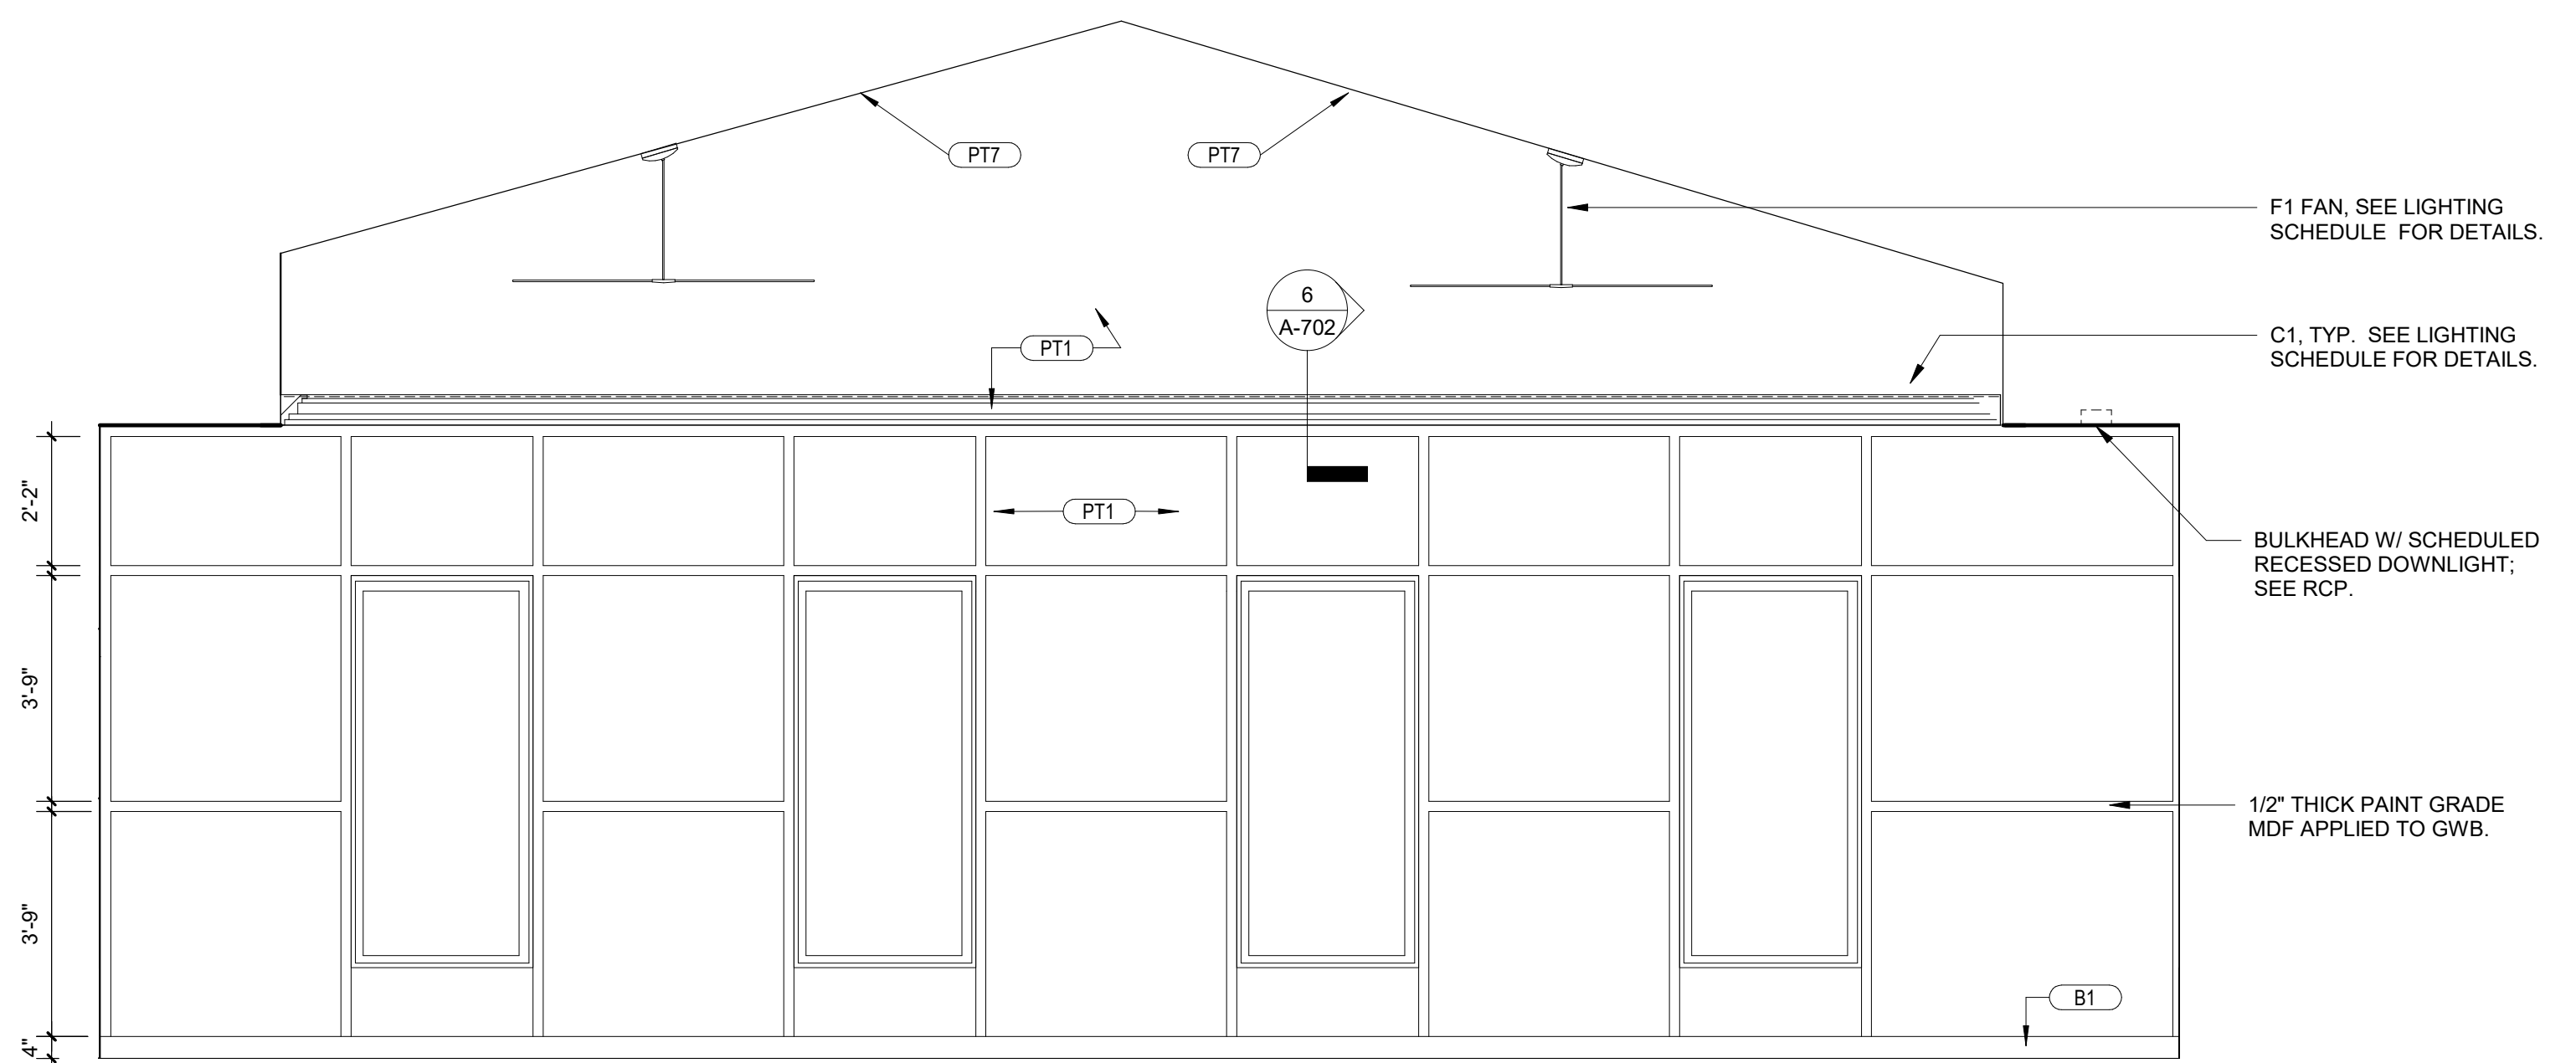 PT7
PT7
F1 FAN, SEE LIGHTING
SCHEDULE FOR DETAILS.
6
A-702
PT1
C1, TYP. SEE LIGHTING
SCHEDULE FOR DETAILS.
2'-2"
PT1
BULKHEAD W/ SCHEDULED
RECESSED DOWNLIGHT;
SEE RCP.
3'-9"
1/2" THICK PAINT GRADE
MDF APPLIED TO GWB.
3'-9"
B1
4"